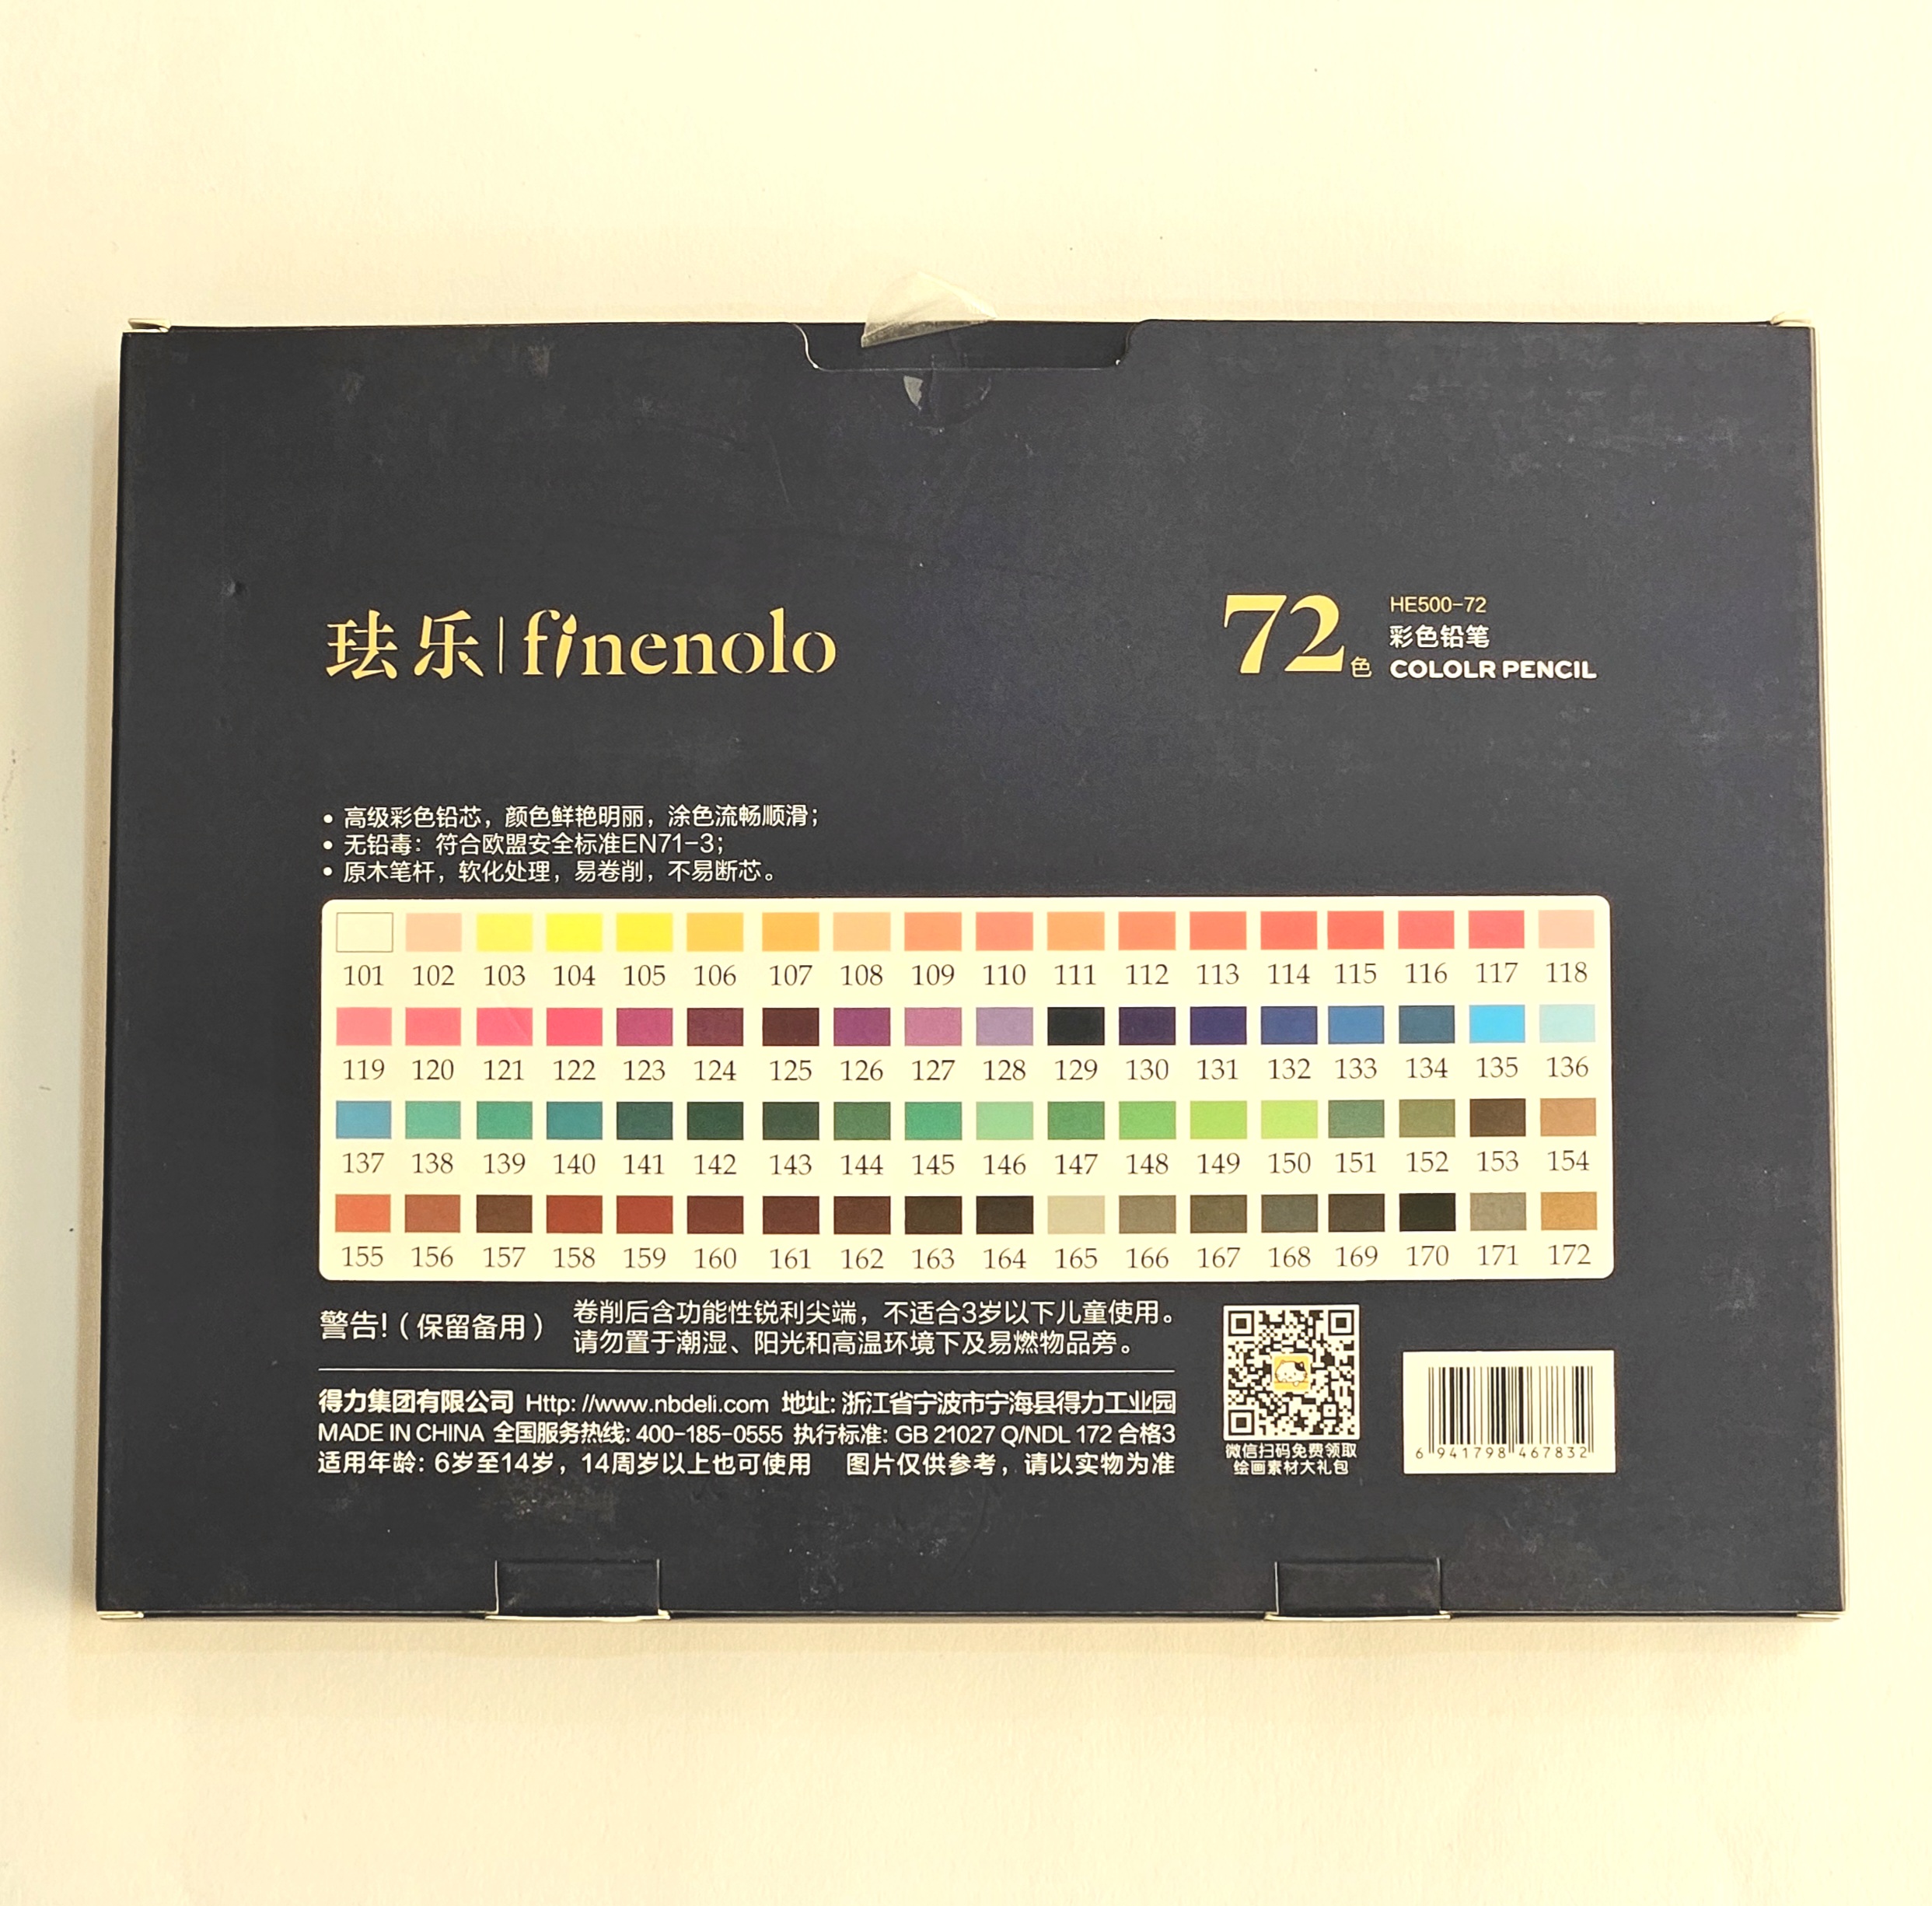 珐乐|finenolo
72色
HE500-72
彩色铅笔
COLOLR PENCIL
• 高级彩色铅芯，颜色鲜艳明丽，涂色流畅顺滑；
• 无铅毒：符合欧盟安全标准EN71-3；
• 原木笔杆，软化处理，易卷削，不易断芯。
101 102 103 104 105 106 107 108 109 110 111 112 113 114 115 116 117 118
119 120 121 122 123 124 125 126 127 128 129 130 131 132 133 134 135 136
137 138 139 140 141 142 143 144 145 146 147 148 149 150 151 152 153 154
155 156 157 158 159 160 161 162 163 164 165 166 167 168 169 170 171 172
警告!（保留备用）
卷削后含功能性锐利尖端，不适合3岁以下儿童使用。
请勿置于潮湿、阳光和高温环境下及易燃物品旁。
得力集团有限公司 Http: //www.nbdeli.com 地址: 浙江省宁波市宁海县得力工业园
MADE IN CHINA 全国服务热线: 400-185-0555 执行标准: GB 21027 Q/NDL 172 合格3
适用年龄: 6岁至14岁，14周岁以上也可使用 图片仅供参考，请以实物为准
微信扫码免费领取
绘画素材大礼包
6 941798 467832